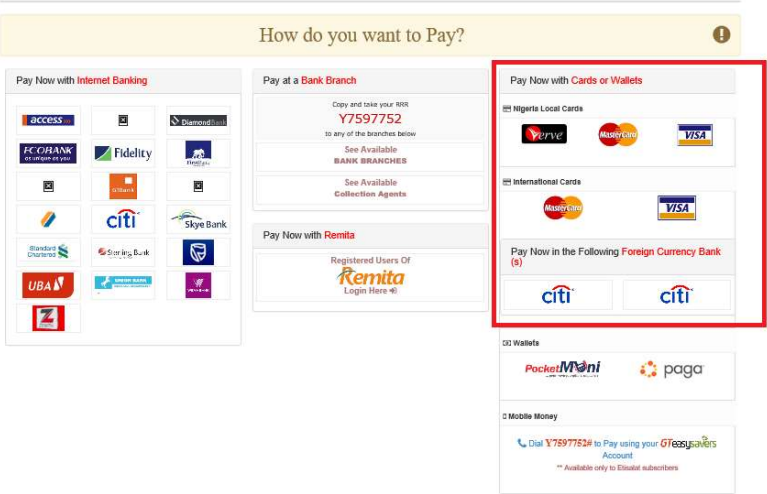 How do you want to Pay?
Pay Now with Internet Banking
access
DiamondBank
ECOBANK
Fidelity
GTBank
citi
Skye Bank
Standard
Chartered
Sterling Bank
UBA
UNION BANK
Z
Pay at a Bank Branch
Copy and take your RRR
Y7597752
to any of the branches below
See Available
BANK BRANCHES
See Available
Collection Agents
Pay Now with Remita
Registered Users Of
Remita
Login Here
Pay Now with Cards or Wallets
Nigeria Local Cards
Verve
MasterCard
VISA
International Cards
MasterCard
VISA
Pay Now in the Following Foreign Currency Bank
(s)
citi
citi
Wallets
PocketMoni
paga
Mobile Money
Dial Y7597752# to Pay using your GTeasysavers
Account
** Available only to Etisalat subscribers